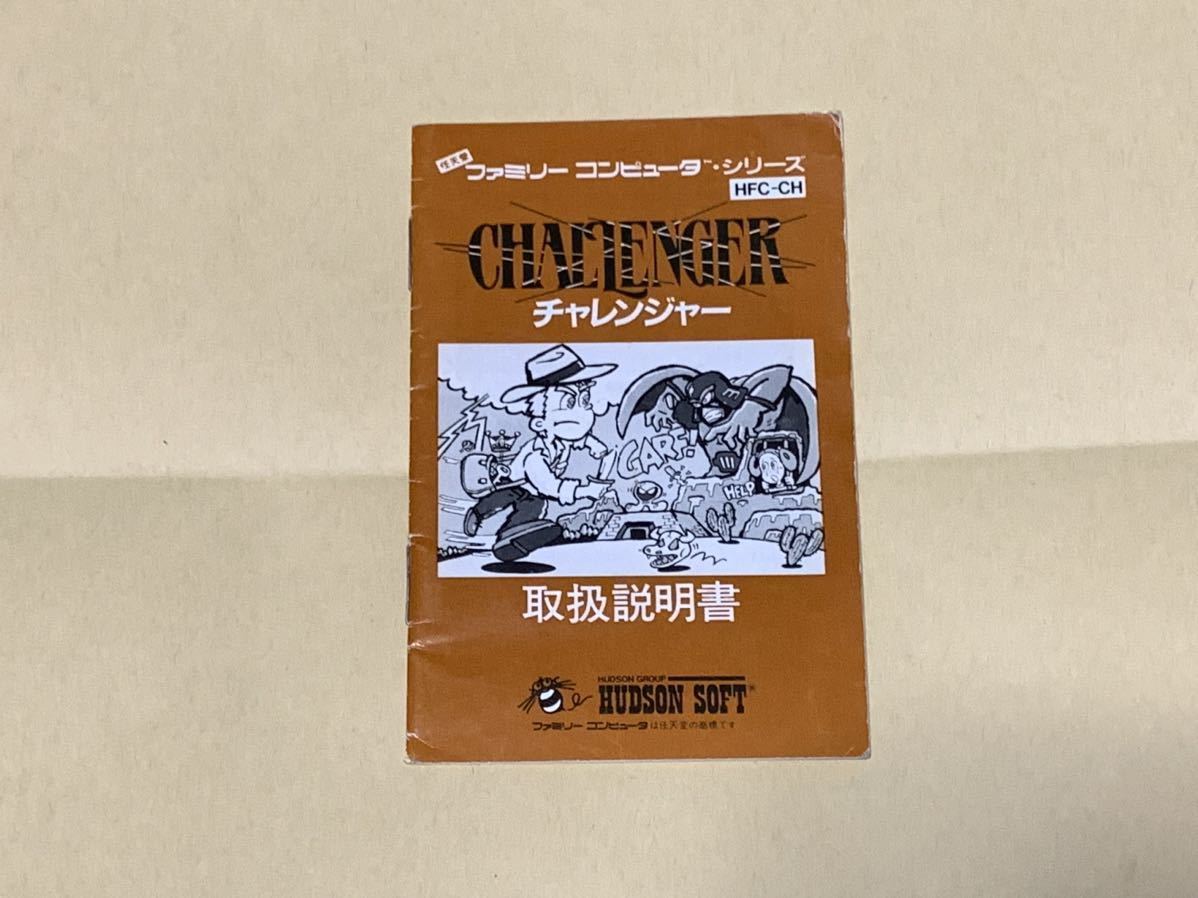 任天堂
ファミリー コンピュータ™・シリーズ
HFC-CH
CHALLENGER
チャレンジャー
GARF!
HELP
取扱説明書
HUDSON GROUP
HUDSON SOFT®
ファミリー コンピュータは任天堂の商標です